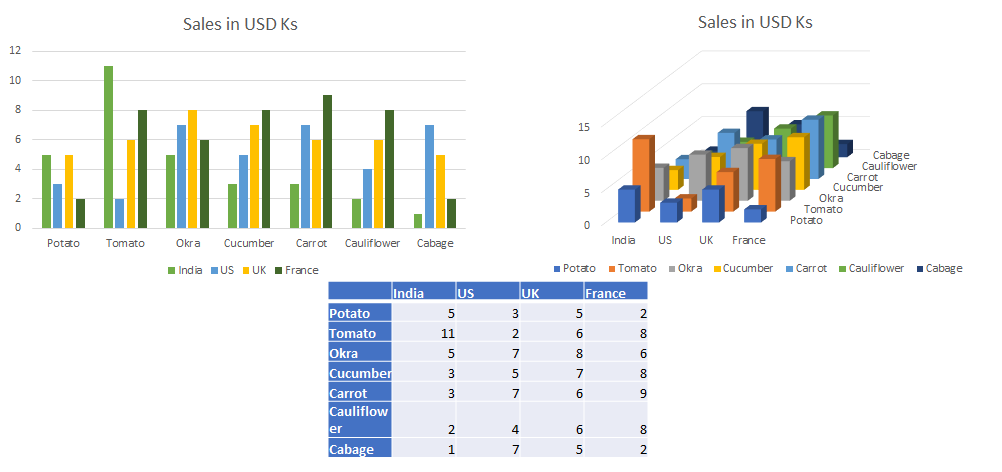 Sales in USD Ks
12
10
8
6
4
2
0
Potato Tomato Okra Cucumber Carrot Cauliflower Cabage
India US UK France
Sales in USD Ks
15
10
5
0
Cabage
Cauliflower
Carrot
Cucumber
Okra
Tomato
Potato
India US UK France
Potato Tomato Okra Cucumber Carrot Cauliflower Cabage
India US UK France
Potato 5 3 5 2
Tomato 11 2 6 8
Okra 5 7 8 6
Cucumber 3 5 7 8
Carrot 3 7 6 9
Cauliflow
er 2 4 6 8
Cabage 1 7 5 2